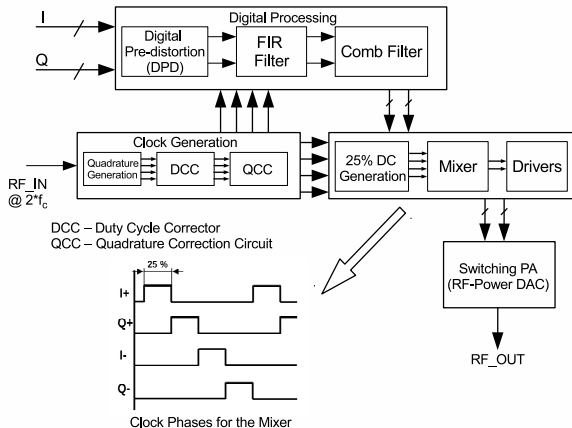 I
Q
Digital Processing
Digital
Pre-distortion
(DPD)
FIR
Filter
Comb Filter
Clock Generation
Quadrature
Generation
DCC
QCC
RF_IN
@ 2*fc
25% DC
Generation
Mixer
Drivers
DCC – Duty Cycle Corrector
QCC – Quadrature Correction Circuit
Switching PA
(RF-Power DAC)
RF_OUT
25 %
I+
Q+
I-
Q-
Clock Phases for the Mixer